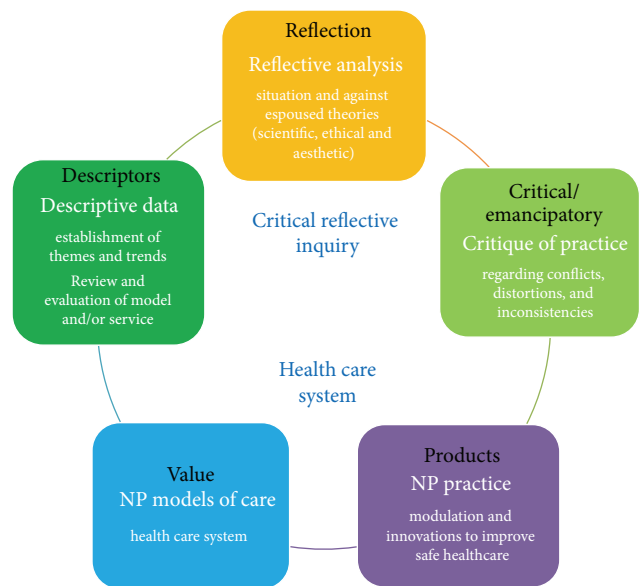 Reflection
Reflective analysis
situation and against
espoused theories
(scientific, ethical and
aesthetic)
Descriptors
Descriptive data
establishment of
themes and trends
Review and
evaluation of model
and/or service
Critical reflective
inquiry
Critical/
emancipatory
Critique of practice
regarding conflicts,
distortions, and
inconsistencies
Health care
system
Value
NP models of care
health care system
Products
NP practice
modulation and
innovations to improve
safe healthcare